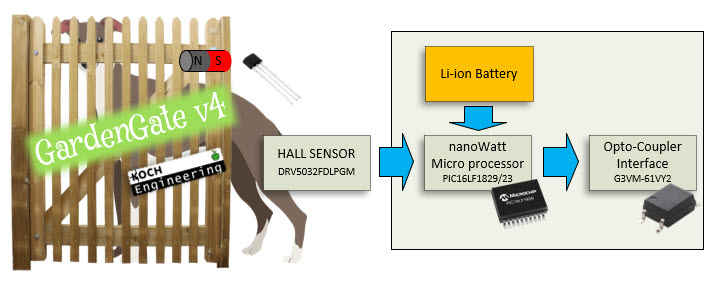 N S
GardenGate v4
KOCH
Engineering
HALL SENSOR
DRV5032FDLPGM
Li-ion Battery
nanoWatt
Micro processor
PIC16LF1829/23
MICROCHIP
PIC16LF1829
Opto-Coupler
Interface
G3VM-61VY2